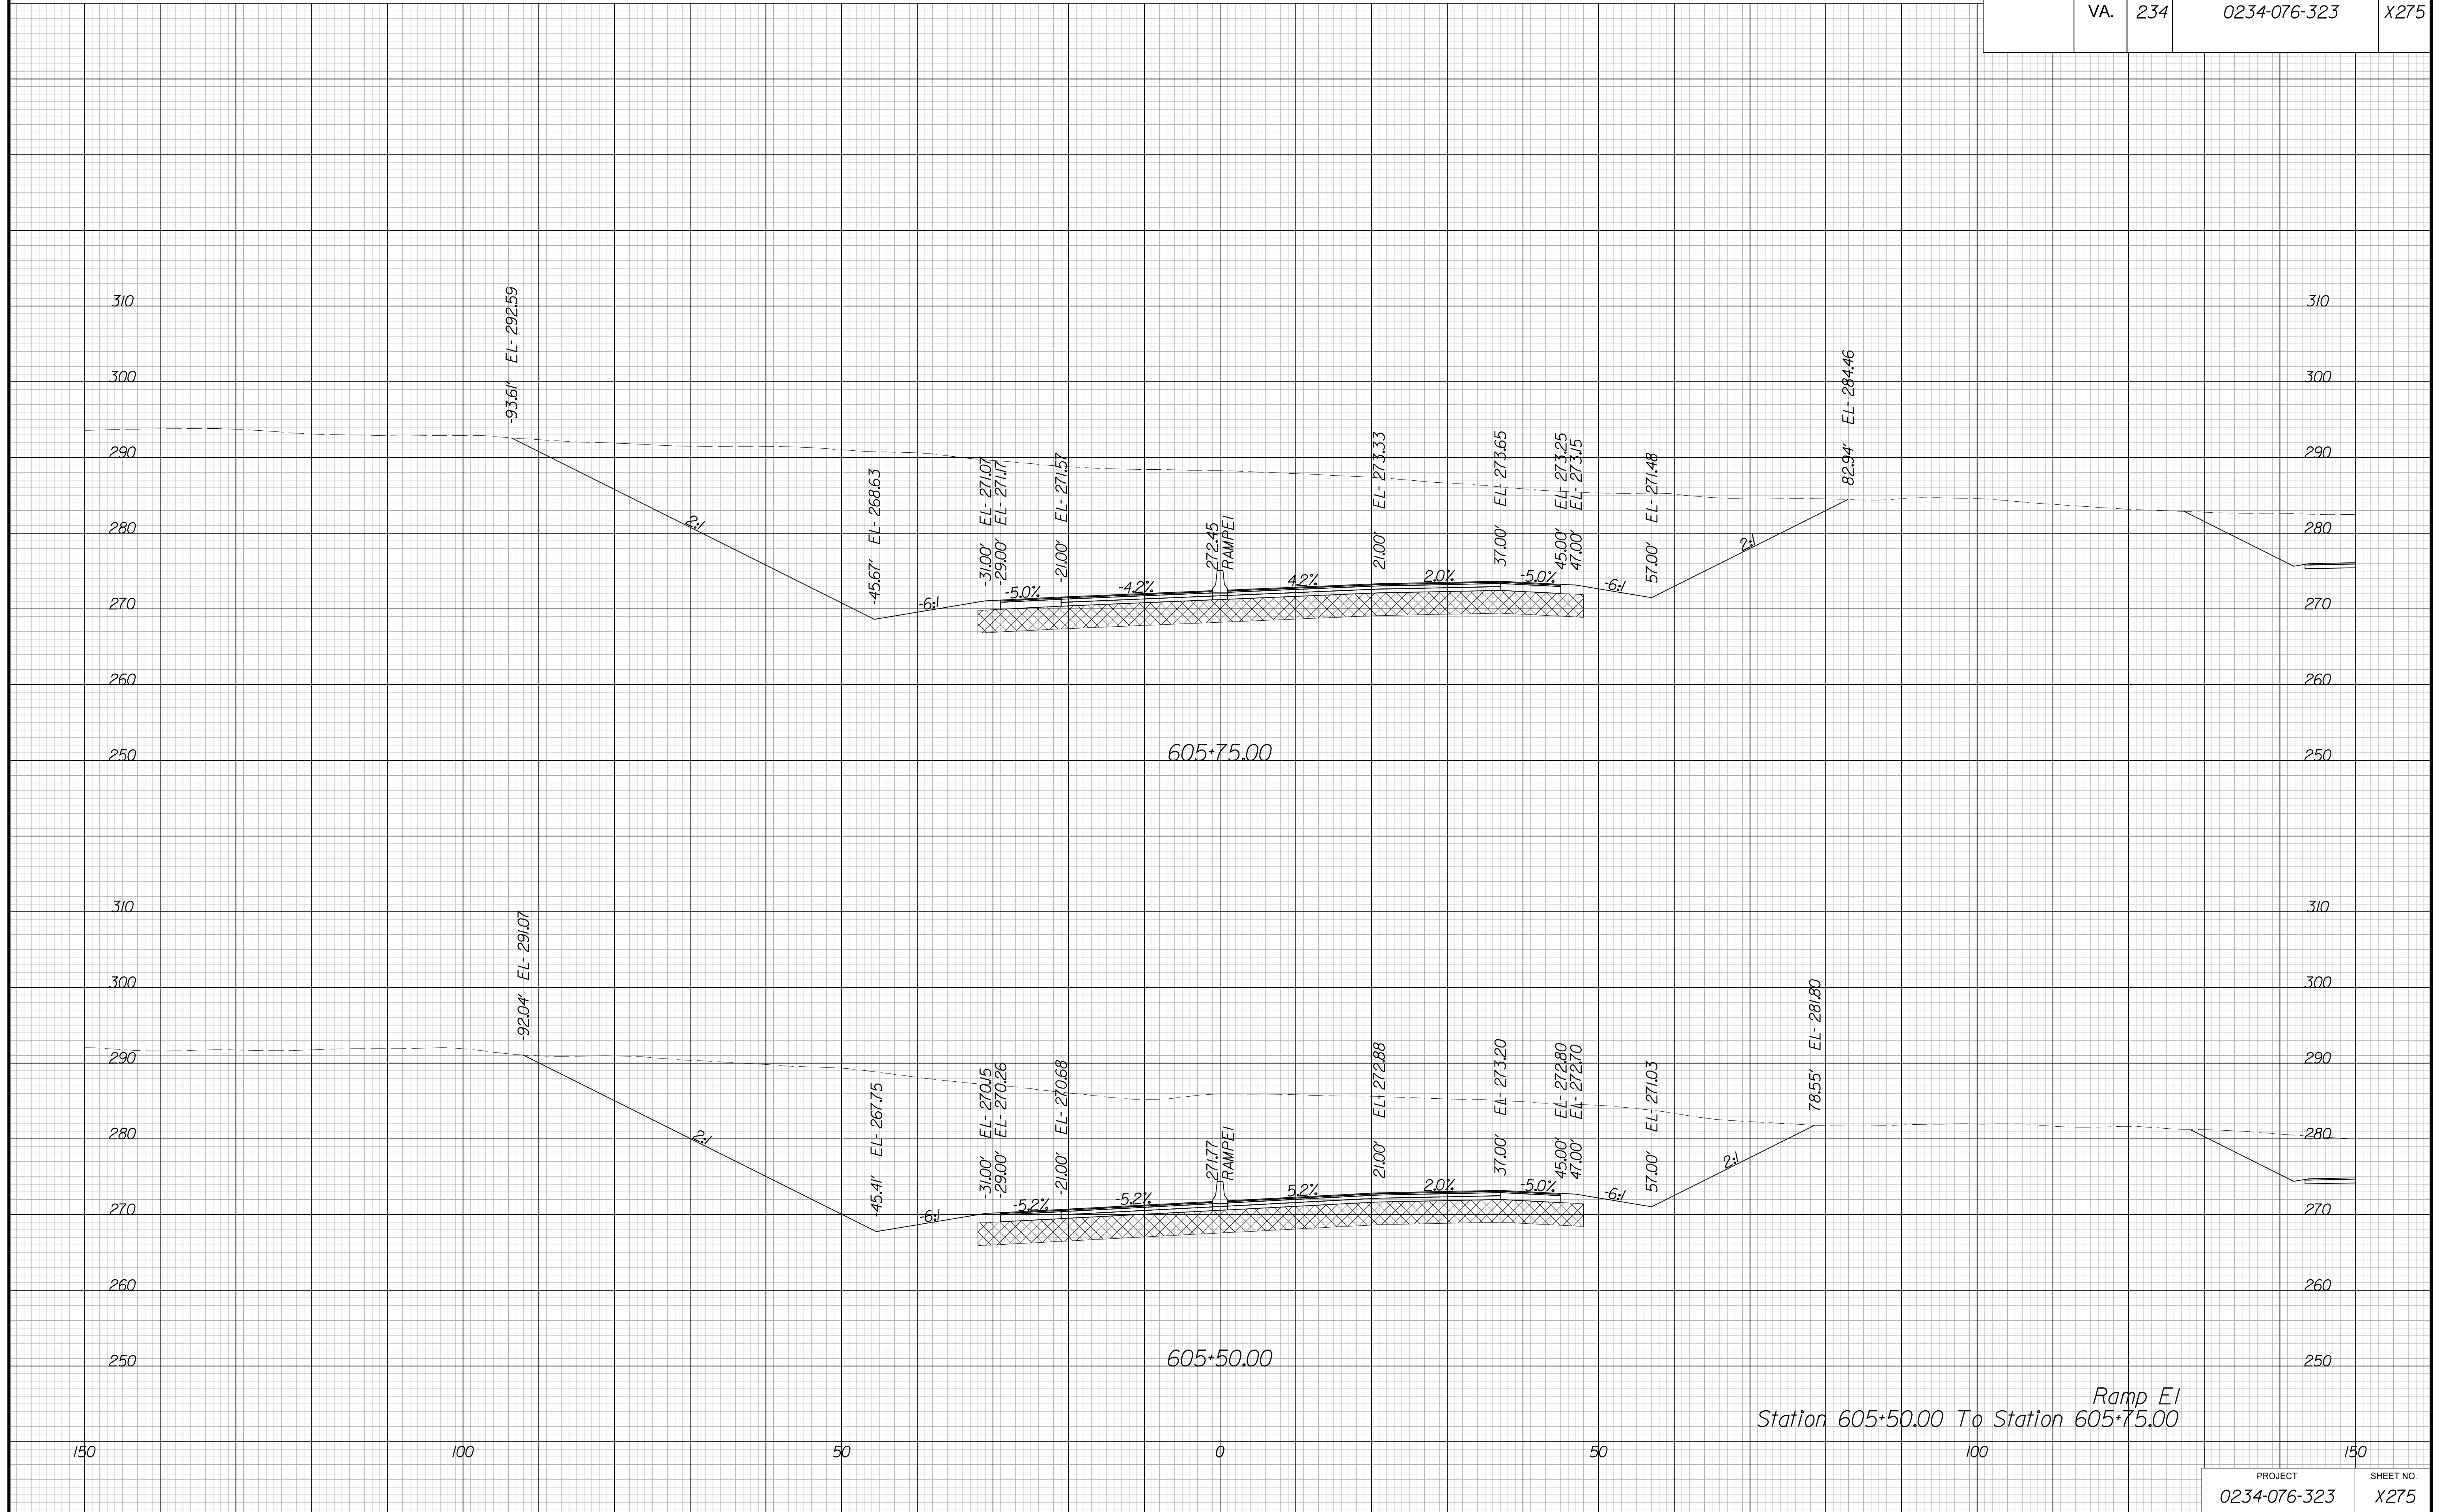 VA. 234 0234-076-323 X275
310 310
300 300
290 290
280 280
270 270
260 260
250 250
-93.61' EL- 292.59
-45.67' EL- 268.63
-31.00' EL- 271.07
-29.00' EL- 271.17
-21.00' EL- 271.57
272.45
RAMPE1
21.00' EL- 273.33
37.00' EL- 273.65
45.00' EL- 273.25
47.00' EL- 273.15
57.00' EL- 271.48
82.94' EL- 284.46
2:1 -6:1 -5.0% -4.2% 4.2% 2.0% -5.0% -6:1 2:1
605+75.00
310 310
300 300
290 290
280 280
270 270
260 260
250 250
-92.04' EL- 291.07
-45.41' EL- 267.75
-31.00' EL- 270.15
-29.00' EL- 270.26
-21.00' EL- 270.68
271.77
RAMPE1
21.00' EL- 272.88
37.00' EL- 273.20
45.00' EL- 272.80
47.00' EL- 272.70
57.00' EL- 271.03
78.55' EL- 281.80
2:1 -6:1 -5.2% -5.2% 5.2% 2.0% -5.0% -6:1 2:1
605+50.00
Ramp E1
Station 605+50.00 To Station 605+75.00
150 100 50 0 50 100 150
PROJECT SHEET NO.
0234-076-323 X275